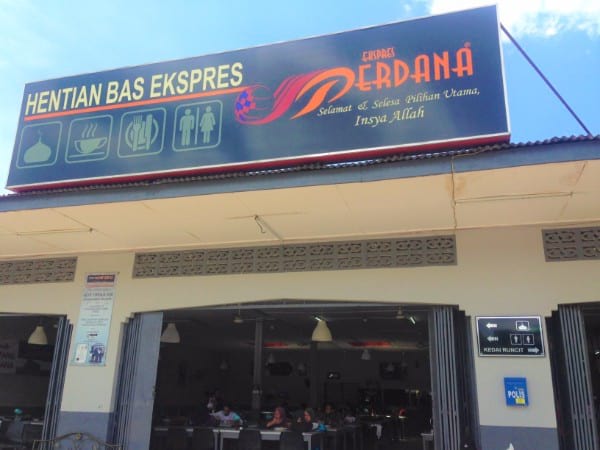 HENTIAN BAS EKSPRES
EKSPRES
PERDANA
Selamat & Selesa Pilihan Utama,
Insya Allah
KEDAI RUNCIT
POLIS